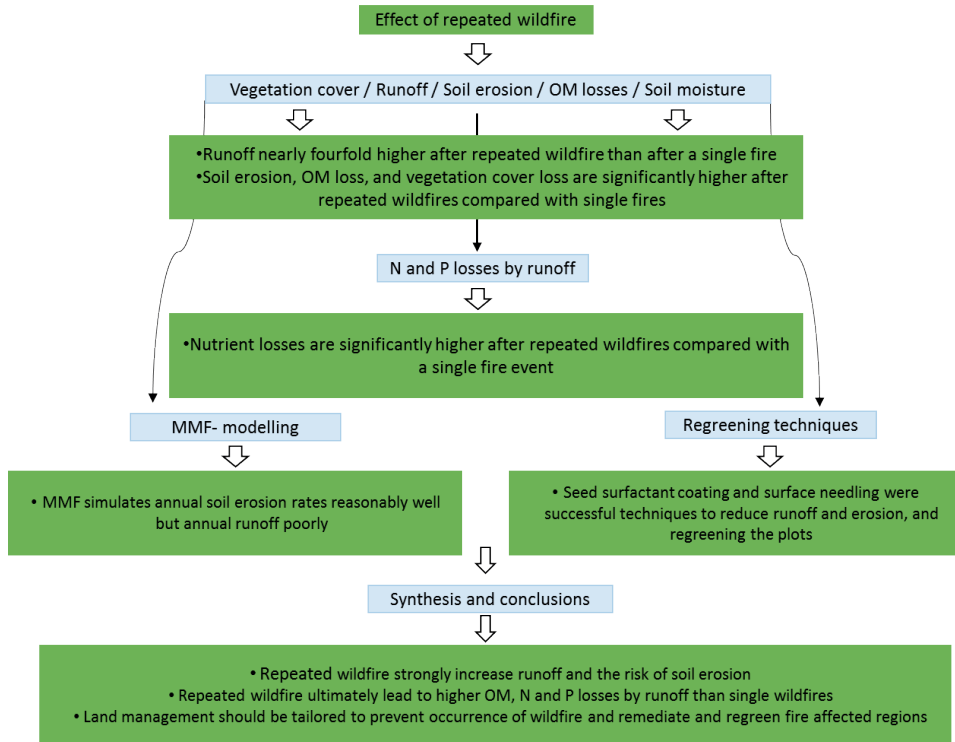 Effect of repeated wildfire
Vegetation cover / Runoff / Soil erosion / OM losses / Soil moisture
•Runoff nearly fourfold higher after repeated wildfire than after a single fire
•Soil erosion, OM loss, and vegetation cover loss are significantly higher after
repeated wildfires compared with single fires
N and P losses by runoff
•Nutrient losses are significantly higher after repeated wildfires compared with
a single fire event
MMF- modelling
• MMF simulates annual soil erosion rates reasonably well
but annual runoff poorly
Regreening techniques
• Seed surfactant coating and surface needling were
successful techniques to reduce runoff and erosion, and
regreening the plots
Synthesis and conclusions
• Repeated wildfire strongly increase runoff and the risk of soil erosion
• Repeated wildfire ultimately lead to higher OM, N and P losses by runoff than single wildfires
• Land management should be tailored to prevent occurrence of wildfire and remediate and regreen fire affected regions